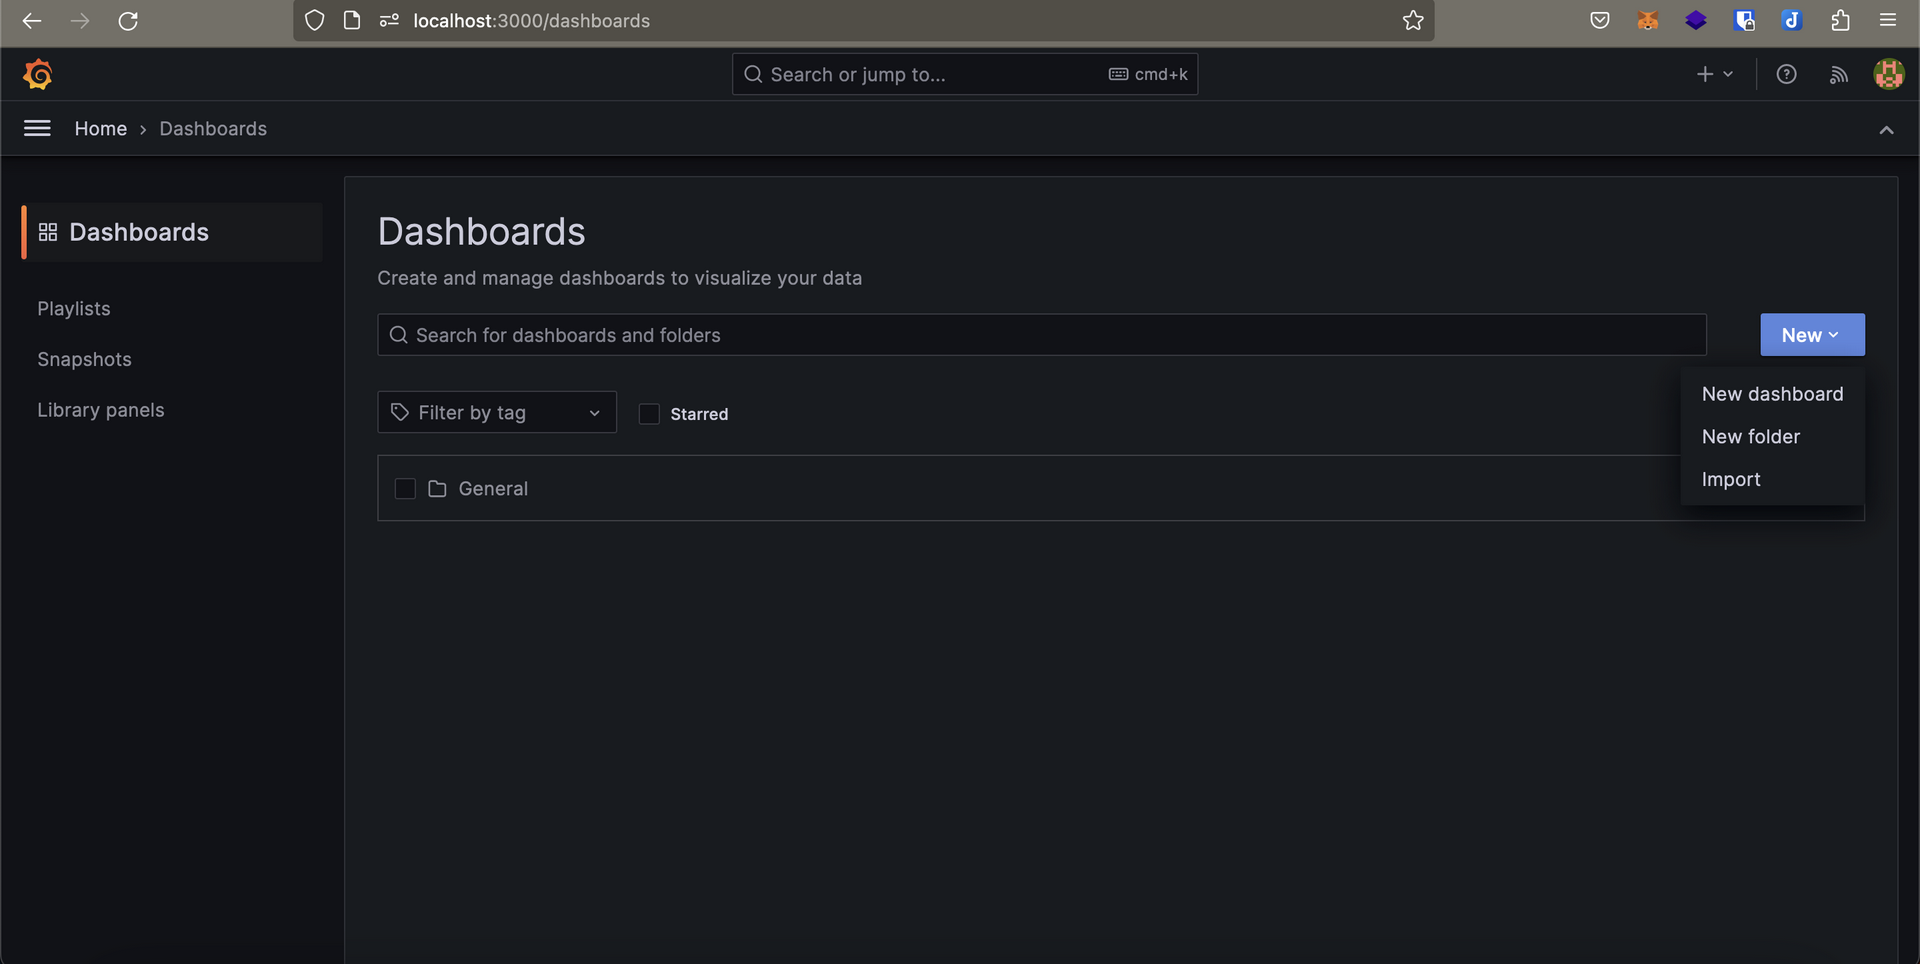 localhost:3000/dashboards
Search or jump to...
cmd+k
Home
Dashboards
Dashboards
Playlists
Snapshots
Library panels
Dashboards
Create and manage dashboards to visualize your data
Search for dashboards and folders
New
New dashboard
New folder
Import
Filter by tag
Starred
General